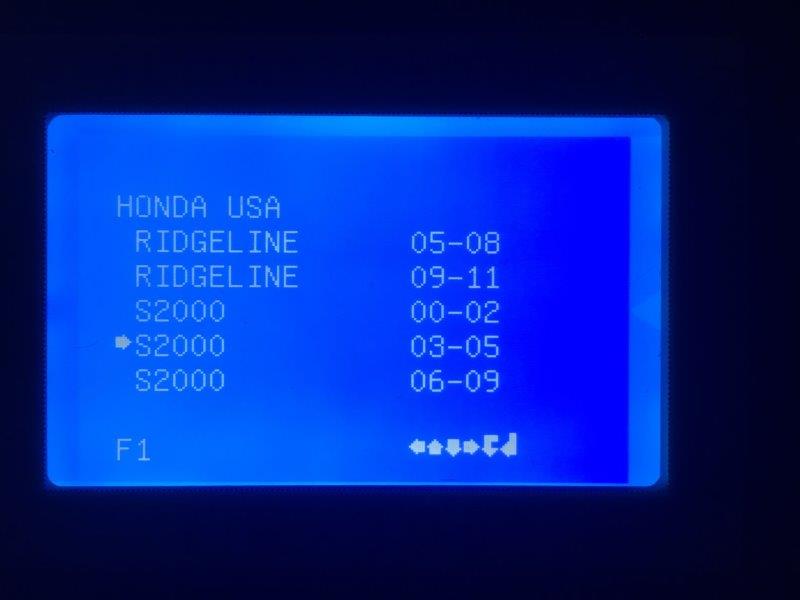 HONDA USA
RIDGELINE 05-08
RIDGELINE 09-11
S2000 00-02
➡S2000 03-05
S2000 06-09
F1